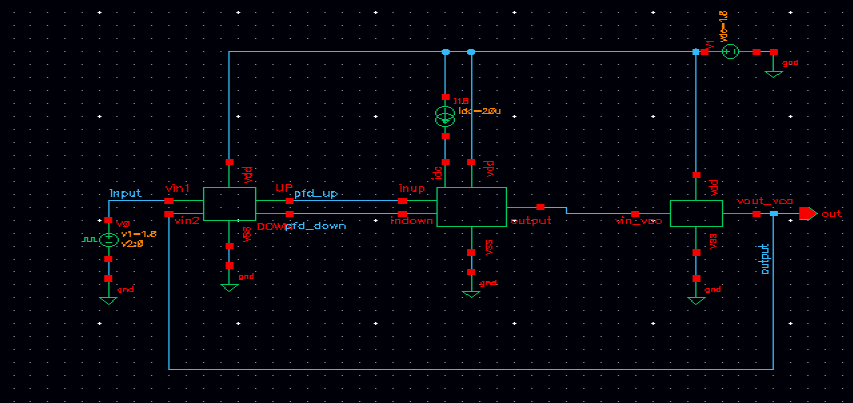 vdc=1.8
V1
gnd
I18
idc=20u
vdd
idc
vdd
vdd
Input
vin1
UP
pfd_up
inup
vout_vco
out
vin2
DOWN
pfd_down
indown
output
vin_vco
V0
v1=1.8
v2=0
vss
vss
vss
output
gnd
gnd
gnd
gnd